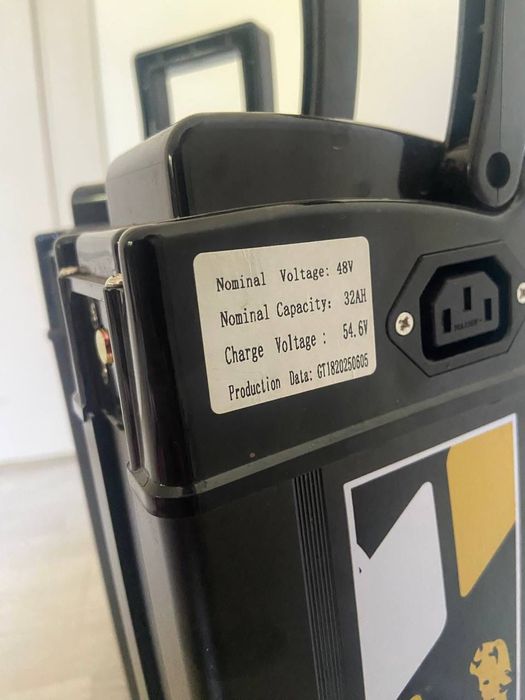 Nominal Voltage: 48V
Nominal Capacity: 32AH
Charge Voltage : 54.6V
Production Data: GT1820250605